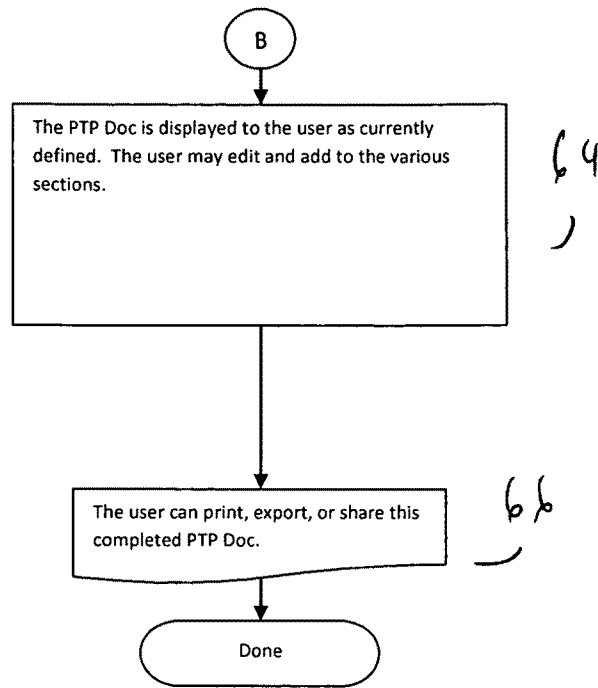 B
The PTP Doc is displayed to the user as currently
defined. The user may edit and add to the various
sections.
64
The user can print, export, or share this
completed PTP Doc.
66
Done